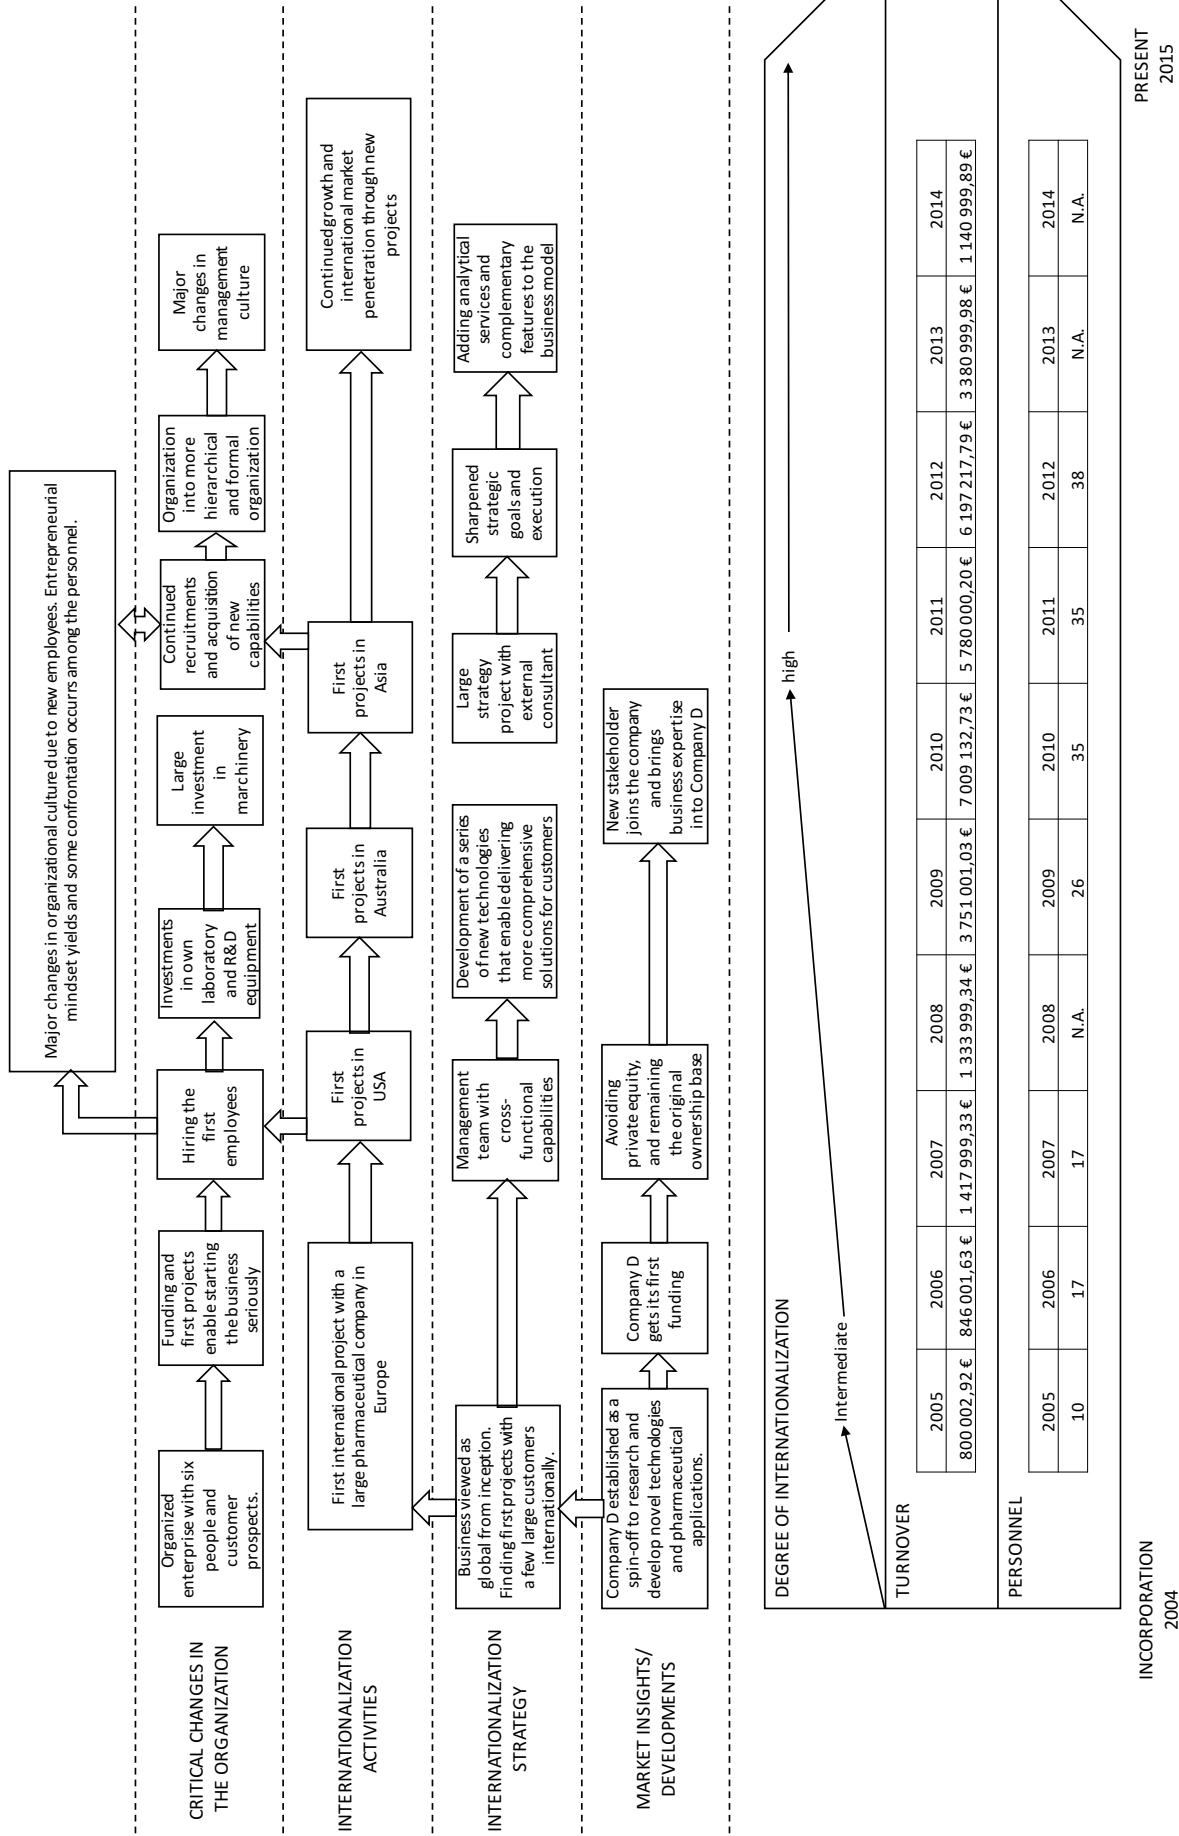 Major changes in organizational culture due to new employees. Entrepreneurial
mindset yields and some confrontation occurrs among the personnel.
CRITICAL CHANGES IN
THE ORGANIZATION
Organized
enterprise with six
people and
customer
prospects.
Funding and
first projects
enable starting
the business
seriously
Hiring the
first
employees
Investments
in own
laboratory
and R&D
equipment
Large
investment
in
marchinery
Continued
recruitments
and acquisition
of new
capabilities
Organization
into more
hierarchical
and formal
organization
Major
changes in
management
culture
INTERNATIONALIZATION
ACTIVITIES
First international project with a
large pharmaceutical company in
Europe
First
projects in
USA
First
projects in
Australia
First
projects in
Asia
Continued growth and
international market
penetration through new
projects
INTERNATIONALIZATION
STRATEGY
Business viewed as
global from inception.
Finding first projects with
a few large customers
internationally.
Management
team with
cross-
functional
capabilities
Development of a series
of new technologies
that enable delivering
more comprehensive
solutions for customers
Large
strategy
project with
external
consultant
Sharpened
strategic
goals and
execution
Adding analytical
services and
complementary
features to the
business model
MARKET INSIGHTS/
DEVELOPMENTS
Company D established as a
spin-off to research and
develop novel technologies
and pharmaceutical
applications.
Company D
gets its first
funding
Avoiding
private equity,
and remaining
the original
ownership base
New stakeholder
joins the company
and brings
business expertise
into Company D
DEGREE OF INTERNATIONALIZATION
Intermediate
high
TURNOVER
2005 2006 2007 2008 2009 2010 2011 2012 2013 2014
800 002,92 € 846 001,63 € 1 417 999,33 € 1 333 999,34 € 3 751 001,03 € 7 009 132,73 € 5 780 000,20 € 6 197 217,79 € 3 380 999,98 € 1 140 999,89 €
PERSONNEL
2005 2006 2007 2008 2009 2010 2011 2012 2013 2014
10 17 17 N.A. 26 35 35 38 N.A. N.A.
INCORPORATION
2004
PRESENT
2015